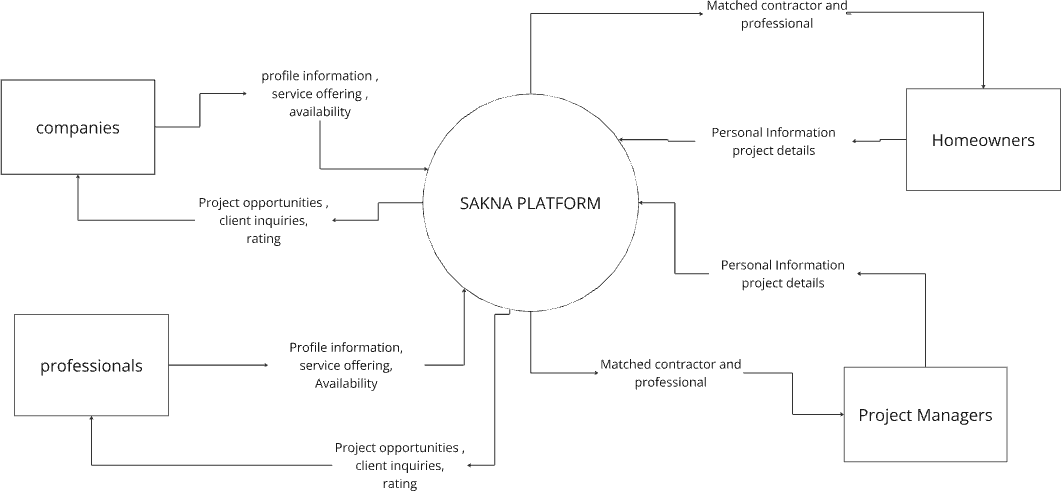 Matched contractor and
professional
profile information ,
service offering ,
availability
companies
Personal Information
project details
Homeowners
Project opportunities ,
client inquiries,
rating
SAKNA PLATFORM
Personal Information
project details
Profile information,
service offering,
Availability
professionals
Matched contractor and
professional
Project Managers
Project opportunities ,
client inquiries,
rating